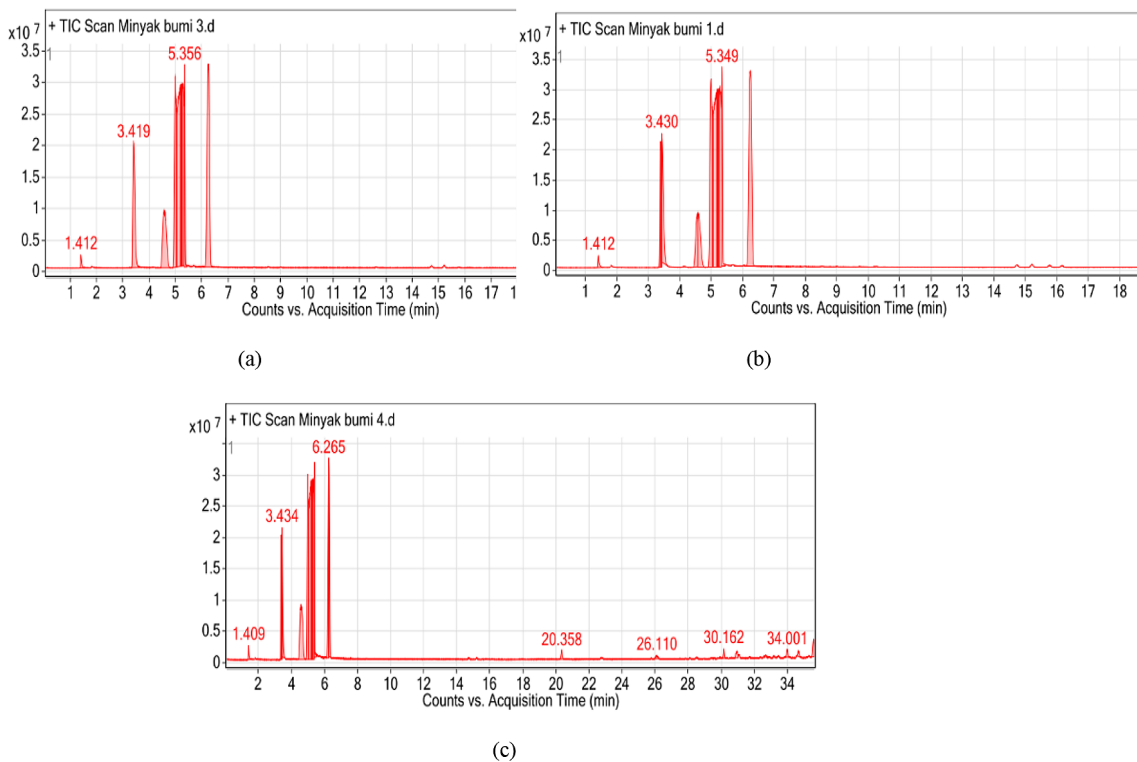 + TIC Scan Minyak bumi 3.d
x10 7
1
3.5
3
2.5
2
1.5
1
0.5
0
1.412
3.419
5.356
1 2 3 4 5 6 7 8 9 10 11 12 13 14 15 16 17 1
Counts vs. Acquisition Time (min)
(a)
+ TIC Scan Minyak bumi 1.d
x10 7
1
3.5
3
2.5
2
1.5
1
0.5
0
1.412
3.430
5.349
1 2 3 4 5 6 7 8 9 10 11 12 13 14 15 16 17 18
Counts vs. Acquisition Time (min)
(b)
+ TIC Scan Minyak bumi 4.d
x10 7
1
3
2.5
2
1.5
1
0.5
0
1.409
3.434
6.265
20.358
26.110
30.162
34.001
2 4 6 8 10 12 14 16 18 20 22 24 26 28 30 32 34
Counts vs. Acquisition Time (min)
(c)